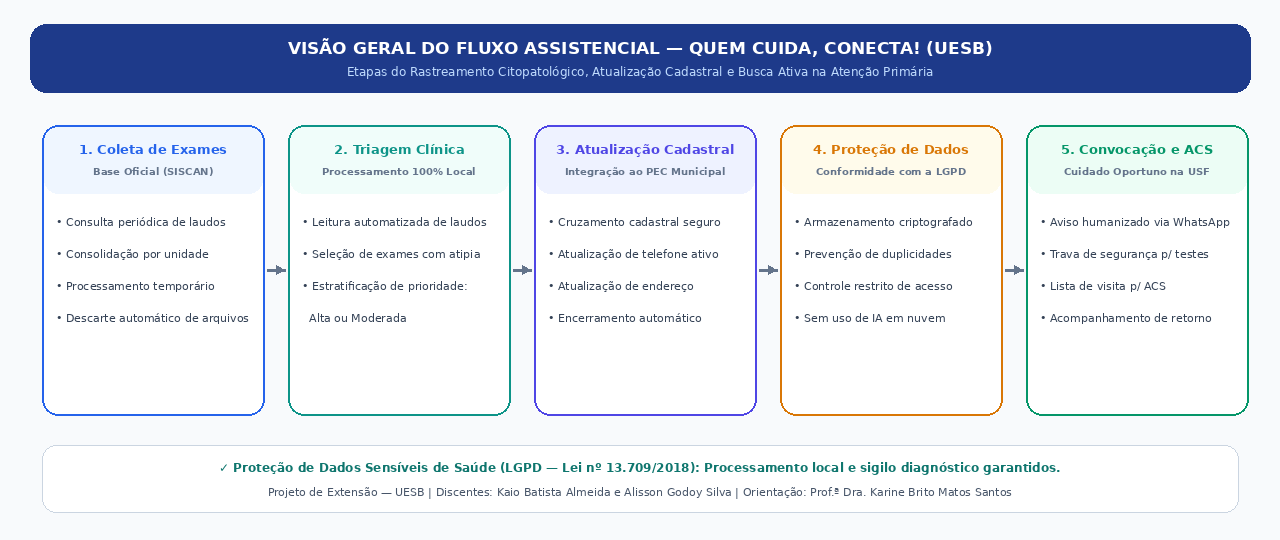 VISÃO GERAL DO FLUXO ASSISTENCIAL — QUEM CUIDA, CONECTA! (UESB)
Etapas do Rastreamento Citopatológico, Atualização Cadastral e Busca Ativa na Atenção Primária
1. Coleta de Exames
Base Oficial (SISCAN)
• Consulta periódica de laudos
• Consolidação por unidade
• Processamento temporário
• Descarte automático de arquivos
2. Triagem Clínica
Processamento 100% Local
• Leitura automatizada de laudos
• Seleção de exames com atipia
• Estratificação de prioridade:
Alta ou Moderada
3. Atualização Cadastral
Integração ao PEC Municipal
• Cruzamento cadastral seguro
• Atualização de telefone ativo
• Atualização de endereço
• Encerramento automático
4. Proteção de Dados
Conformidade com a LGPD
• Armazenamento criptografado
• Prevenção de duplicidades
• Controle restrito de acesso
• Sem uso de IA em nuvem
5. Convocação e ACS
Cuidado Oportuno na USF
• Aviso humanizado via WhatsApp
• Trava de segurança p/ testes
• Lista de visita p/ ACS
• Acompanhamento de retorno
✓ Proteção de Dados Sensíveis de Saúde (LGPD — Lei nº 13.709/2018): Processamento local e sigilo diagnóstico garantidos.
Projeto de Extensão — UESB | Discentes: Kaio Batista Almeida e Alisson Godoy Silva | Orientação: Prof.ª Dra. Karine Brito Matos Santos